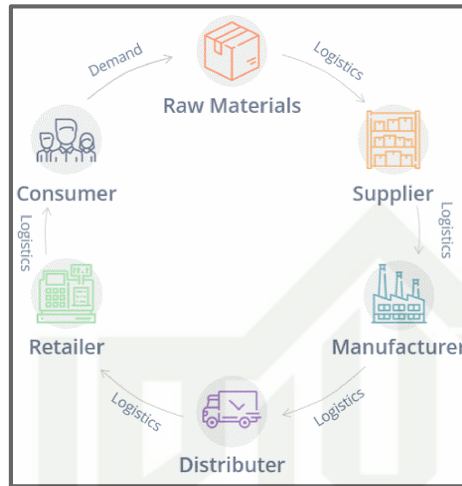 Demand
Logistics
Raw Materials
Consumer
Supplier
Logistics
Logistics
Retailer
Manufacturer
Logistics
Logistics
Distributer